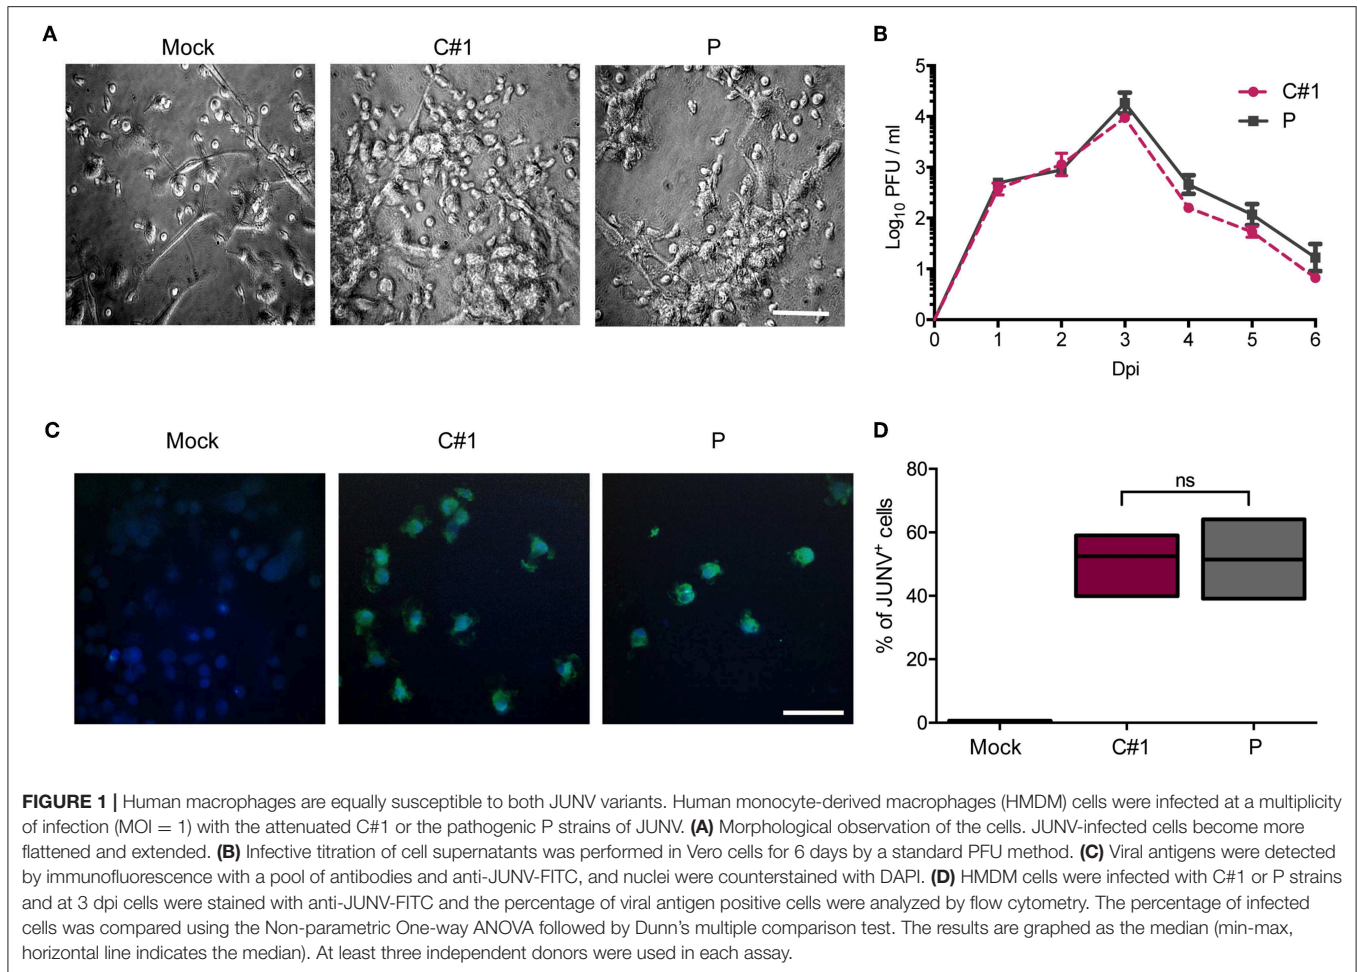 A
Mock
C#1
P
B
5
4
3
2
1
0
Log10 PFU / ml
0 1 2 3 4 5 6
Dpi
C#1
P
C
Mock
C#1
P
D
80
60
40
20
0
% of JUNV+ cells
ns
Mock C#1 P
FIGURE 1 | Human macrophages are equally susceptible to both JUNV variants. Human monocyte-derived macrophages (HMDM) cells were infected at a multiplicity
of infection (MOI = 1) with the attenuated C#1 or the pathogenic P strains of JUNV. (A) Morphological observation of the cells. JUNV-infected cells become more
flattened and extended. (B) Infective titration of cell supernatants was performed in Vero cells for 6 days by a standard PFU method. (C) Viral antigens were detected
by immunofluorescence with a pool of antibodies and anti-JUNV-FITC, and nuclei were counterstained with DAPI. (D) HMDM cells were infected with C#1 or P strains
and at 3 dpi cells were stained with anti-JUNV-FITC and the percentage of viral antigen positive cells were analyzed by flow cytometry. The percentage of infected
cells was compared using the Non-parametric One-way ANOVA followed by Dunn's multiple comparison test. The results are graphed as the median (min-max,
horizontal line indicates the median). At least three independent donors were used in each assay.